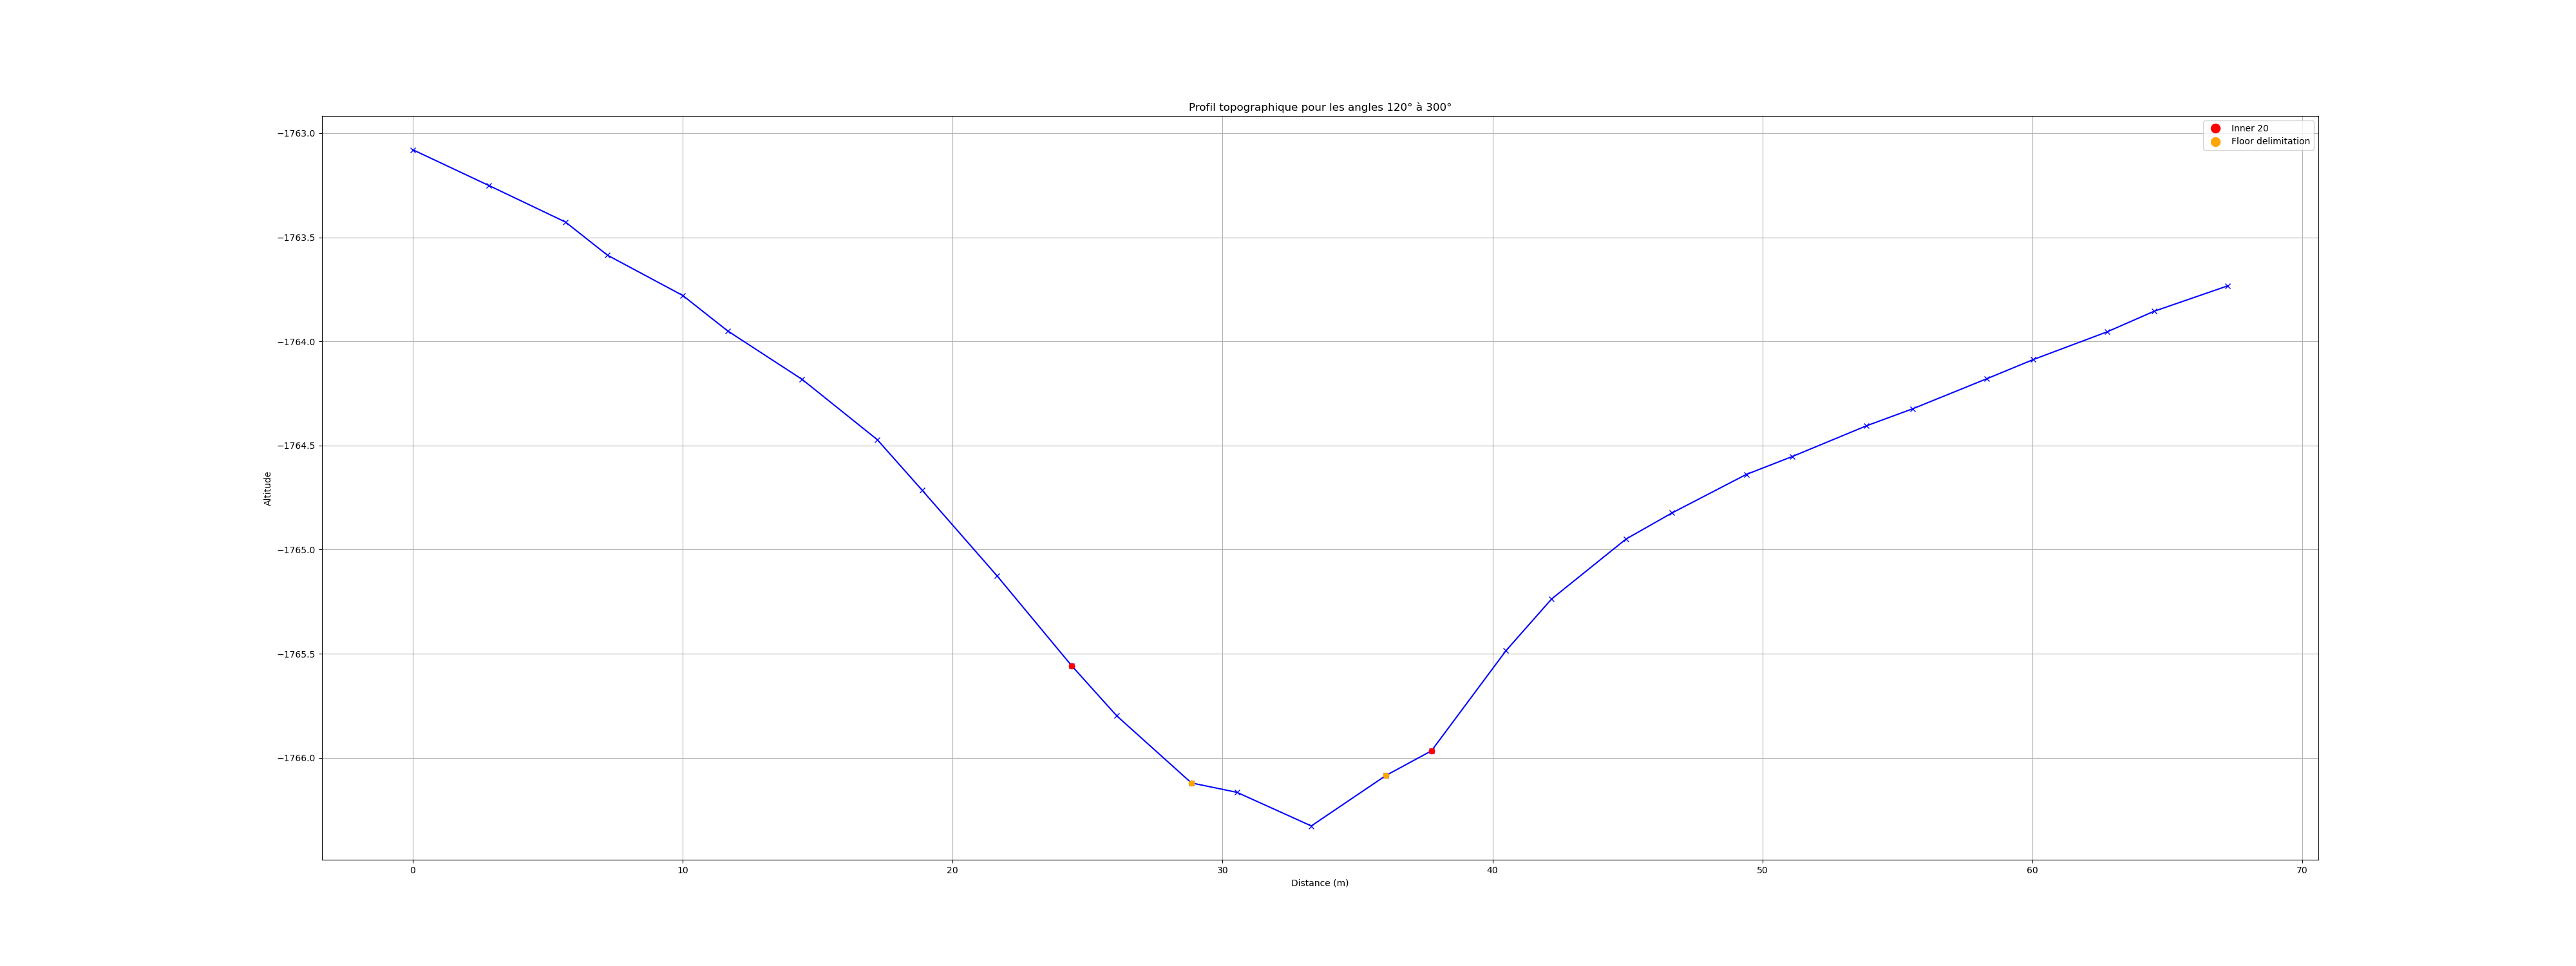 Profil topographique pour les angles 120° à 300°
Inner 20
Floor delimitation
Altitude
−1763.0
−1763.5
−1764.0
−1764.5
−1765.0
−1765.5
−1766.0
0 10 20 30 40 50 60 70
Distance (m)